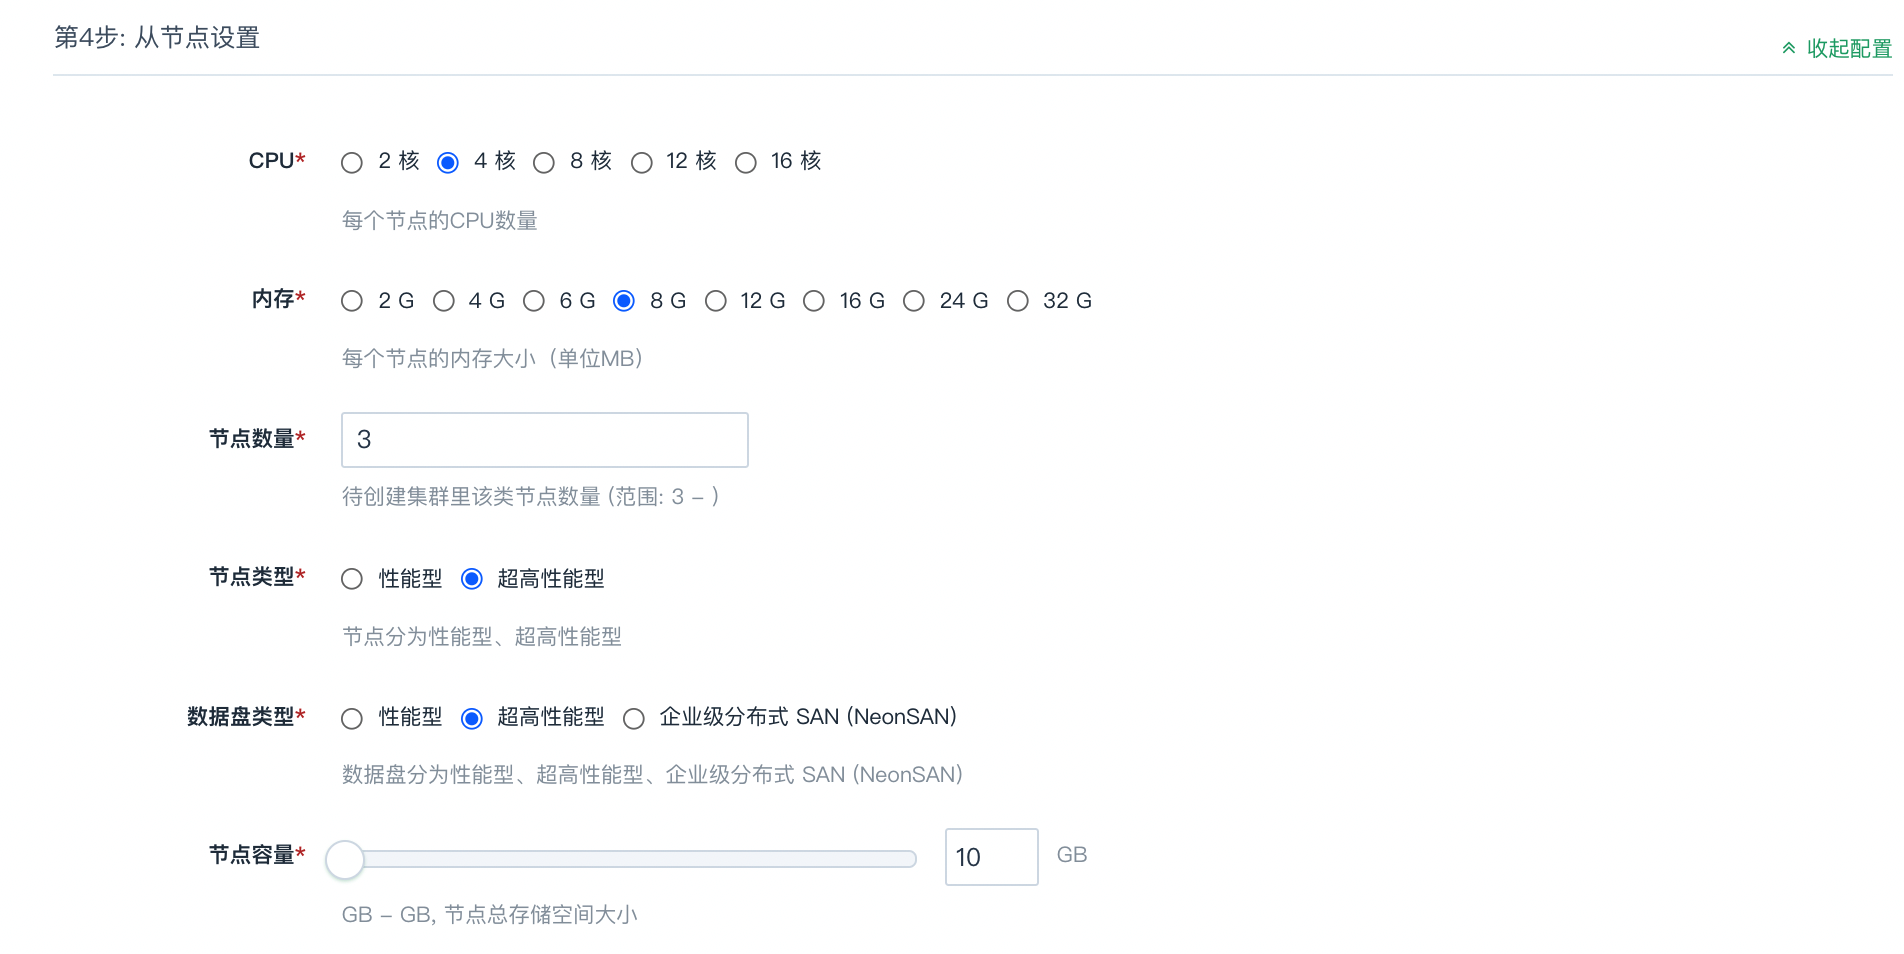 第4步: 从节点设置
收起配置
CPU* 2 核 4 核 8 核 12 核 16 核
每个节点的CPU数量
内存* 2 G 4 G 6 G 8 G 12 G 16 G 24 G 32 G
每个节点的内存大小（单位MB）
节点数量* 3
待创建集群里该类节点数量 (范围: 3 – )
节点类型* 性能型 超高性能型
节点分为性能型、超高性能型
数据盘类型* 性能型 超高性能型 企业级分布式 SAN (NeonSAN)
数据盘分为性能型、超高性能型、企业级分布式 SAN (NeonSAN)
节点容量* 10 GB
GB – GB, 节点总存储空间大小